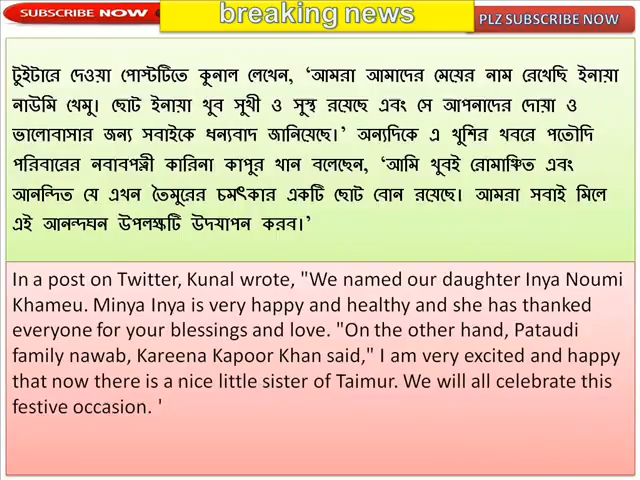 SUBSCRIBE NOW
breaking news
PLZ SUBSCRIBE NOW
টুইটারে দেওয়া পোস্টটিতে কুনাল লেখেন, ‘আমরা আমাদের মেয়ের নাম রেখেছি ইনায়া
নাউমি খেমু। ছোট ইনায়া খুব সুখী ও সুস্থ রয়েছে এবং সে আপনাদের দোয়া ও
ভালোবাসার জন্য সবাইকে ধন্যবাদ জানিয়েছে।’ অন্যদিকে এ খুশির খবরে পতৌদি
পরিবারের নবাবপত্নী কারিনা কাপুর খান বলেছেন, ‘আমি খুবই রোমাঞ্চিত এবং
আনন্দিত যে এখন তৈমুরের চমৎকার একটি ছোট বোন রয়েছে। আমরা সবাই মিলে
এই আনন্দঘন উপলক্ষটি উদযাপন করব।’
In a post on Twitter, Kunal wrote, "We named our daughter Inya Noumi
Khameu. Minya Inya is very happy and healthy and she has thanked
everyone for your blessings and love. "On the other hand, Pataudi
family nawab, Kareena Kapoor Khan said," I am very excited and happy
that now there is a nice little sister of Taimur. We will all celebrate this
festive occasion. '